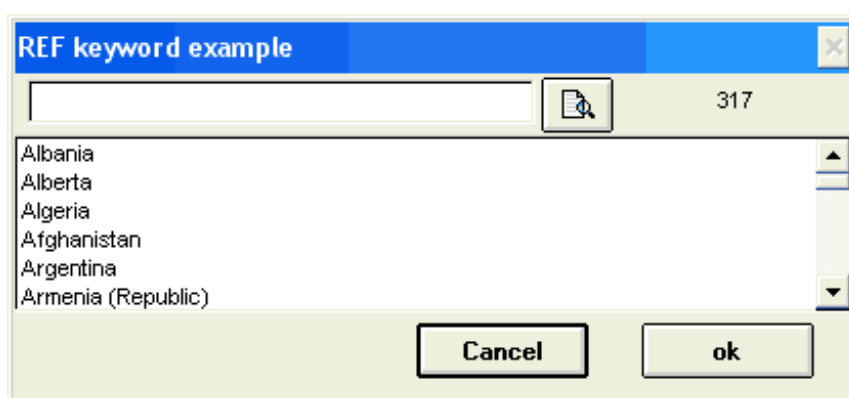 REF keyword example
317
Albania
Alberta
Algeria
Afghanistan
Argentina
Armenia (Republic)
Cancel ok